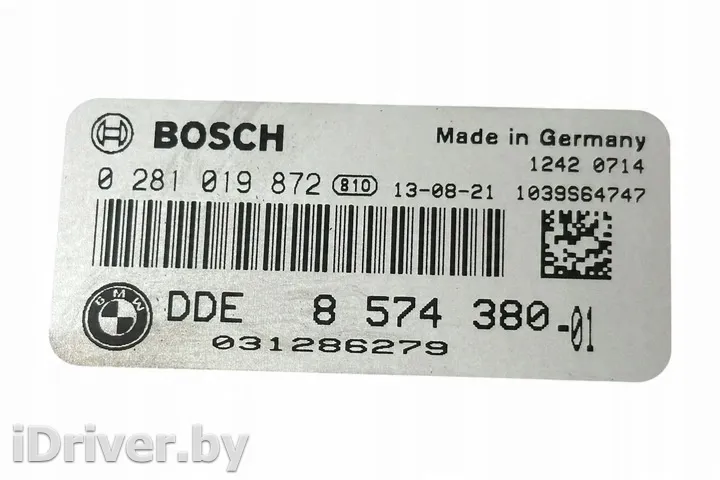 BOSCH Made in Germany
1242 0714
0 281 019 872 810 13-08-21 1039S64747
BMW DDE 8 574 380-01
031286279
iDriver.by